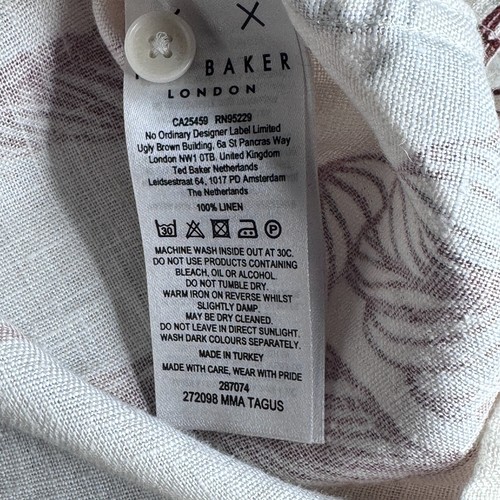 BAKER
LONDON
CA25459 RN95229
No Ordinary Designer Label Limited
Ugly Brown Building, 6a St Pancras Way
London NW1 0TB, United Kingdom
Ted Baker Netherlands
Leidsestraat 64, 1017 PD Amsterdam
The Netherlands
100% LINEN
30 P
MACHINE WASH INSIDE OUT AT 30C.
DO NOT USE PRODUCTS CONTAINING
BLEACH, OIL OR ALCOHOL.
DO NOT TUMBLE DRY.
WARM IRON ON REVERSE WHILST
SLIGHTLY DAMP.
MAY BE DRY CLEANED.
DO NOT LEAVE IN DIRECT SUNLIGHT.
WASH DARK COLOURS SEPARATELY.
MADE IN TURKEY
MADE WITH CARE, WEAR WITH PRIDE
287074
272098 MMA TAGUS